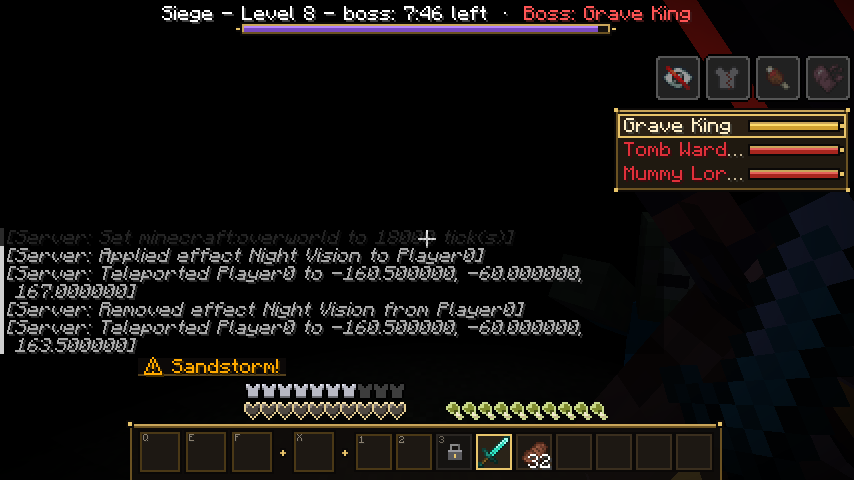 Siege - Level 8 - boss: 7:46 left · Boss: Grave King
Grave King
Tomb Ward...
Mummy Lor...
[Server: Set minecraft:overworld to 18000 tick(s)]
[Server: Applied effect Night Vision to Player0]
[Server: Teleported Player0 to -160.500000, -60.000000,
167.000000]
[Server: Removed effect Night Vision from Player0]
[Server: Teleported Player0 to -160.500000, -60.000000,
163.500000]
⚠ Sandstorm!
Q E F X 1 2 3
32